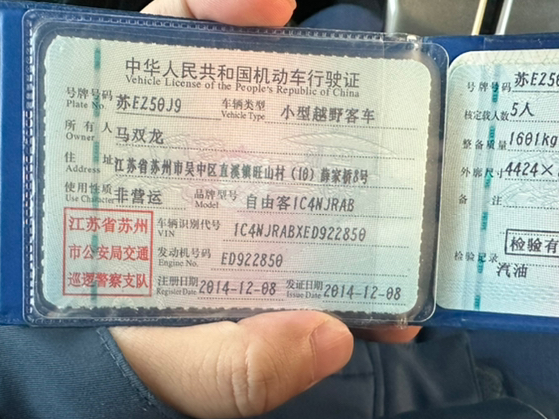 中华人民共和国机动车行驶证
Vehicle License of the People's Republic of China
号牌号码 苏EZ50J9 车辆类型 小型越野客车
Plate No. Vehicle Type
所有人 马双龙
Owner
住址 江苏省苏州市吴中区直溪镇旺山村(10)薛家桥8号
Address
使用性质 非营运 品牌型号 自由客1C4NJRAB
Use Character Model
江苏省苏州
市公安局交通
巡逻警察支队
车辆识别代号 1C4NJRABXED922850
VIN
发动机号码 ED922850
Engine No.
注册日期 2014-12-08 发证日期 2014-12-08
Register Date Issue Date
号牌号码 苏EZ50
核定载人数 5人
整备质量 1601kg
外廓尺寸 4424×
备注
检验有
检验记录
汽油